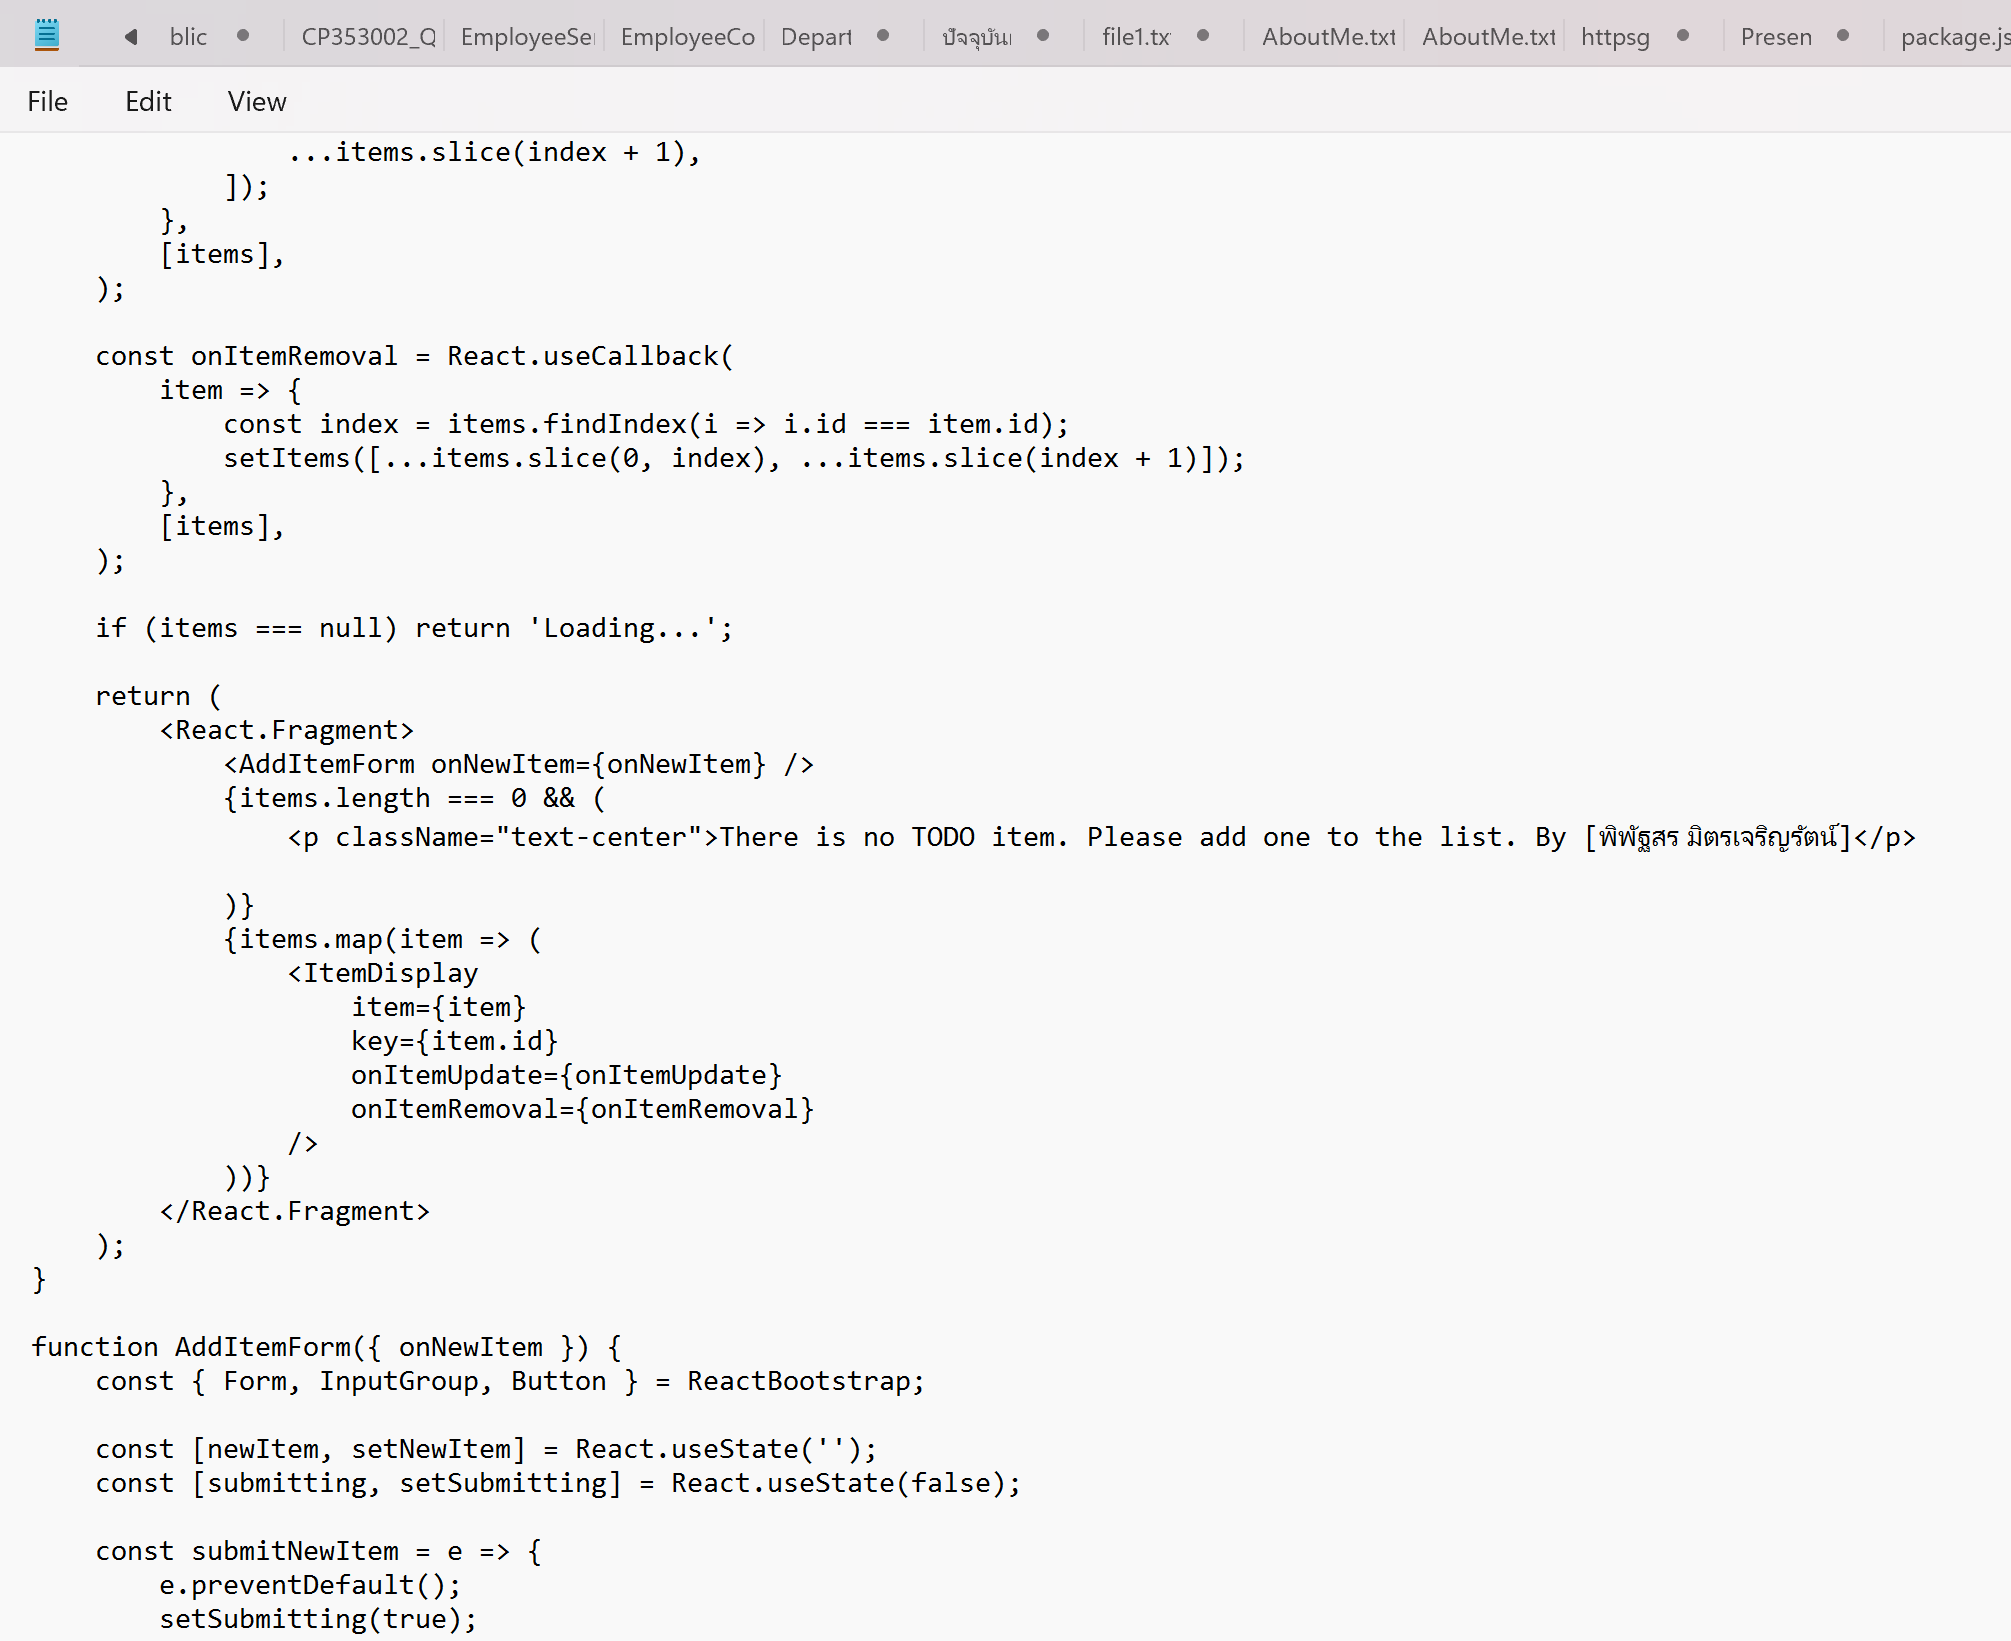 blic
CP353002_Q
EmployeeSe
EmployeeCo
Depart
ปัจจุบัน
file1.tx
AboutMe.txt
AboutMe.txt
httpsg
Presen
package.js
File Edit View
                ...items.slice(index + 1),
            ]);
        },
        [items],
    );

    const onItemRemoval = React.useCallback(
        item => {
            const index = items.findIndex(i => i.id === item.id);
            setItems([...items.slice(0, index), ...items.slice(index + 1)]);
        },
        [items],
    );

    if (items === null) return 'Loading...';

    return (
        <React.Fragment>
            <AddItemForm onNewItem={onNewItem} />
            {items.length === 0 && (
                <p className="text-center">There is no TODO item. Please add one to the list. By [พิพัฐสร มิตรเจริญรัตน์]</p>

            )}
            {items.map(item => (
                <ItemDisplay
                    item={item}
                    key={item.id}
                    onItemUpdate={onItemUpdate}
                    onItemRemoval={onItemRemoval}
                />
            ))}
        </React.Fragment>
    );
}

function AddItemForm({ onNewItem }) {
    const { Form, InputGroup, Button } = ReactBootstrap;

    const [newItem, setNewItem] = React.useState('');
    const [submitting, setSubmitting] = React.useState(false);

    const submitNewItem = e => {
        e.preventDefault();
        setSubmitting(true);